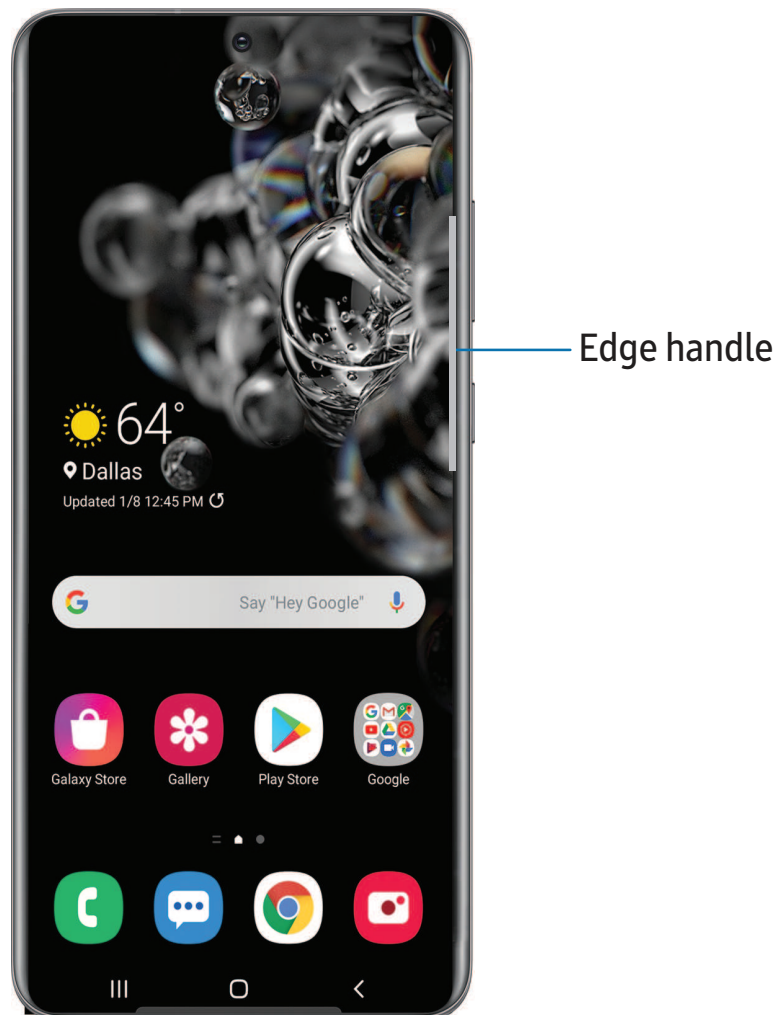 Edge handle
64°
Dallas
Updated 1/8 12:45 PM
Say "Hey Google"
Galaxy Store Gallery Play Store Google